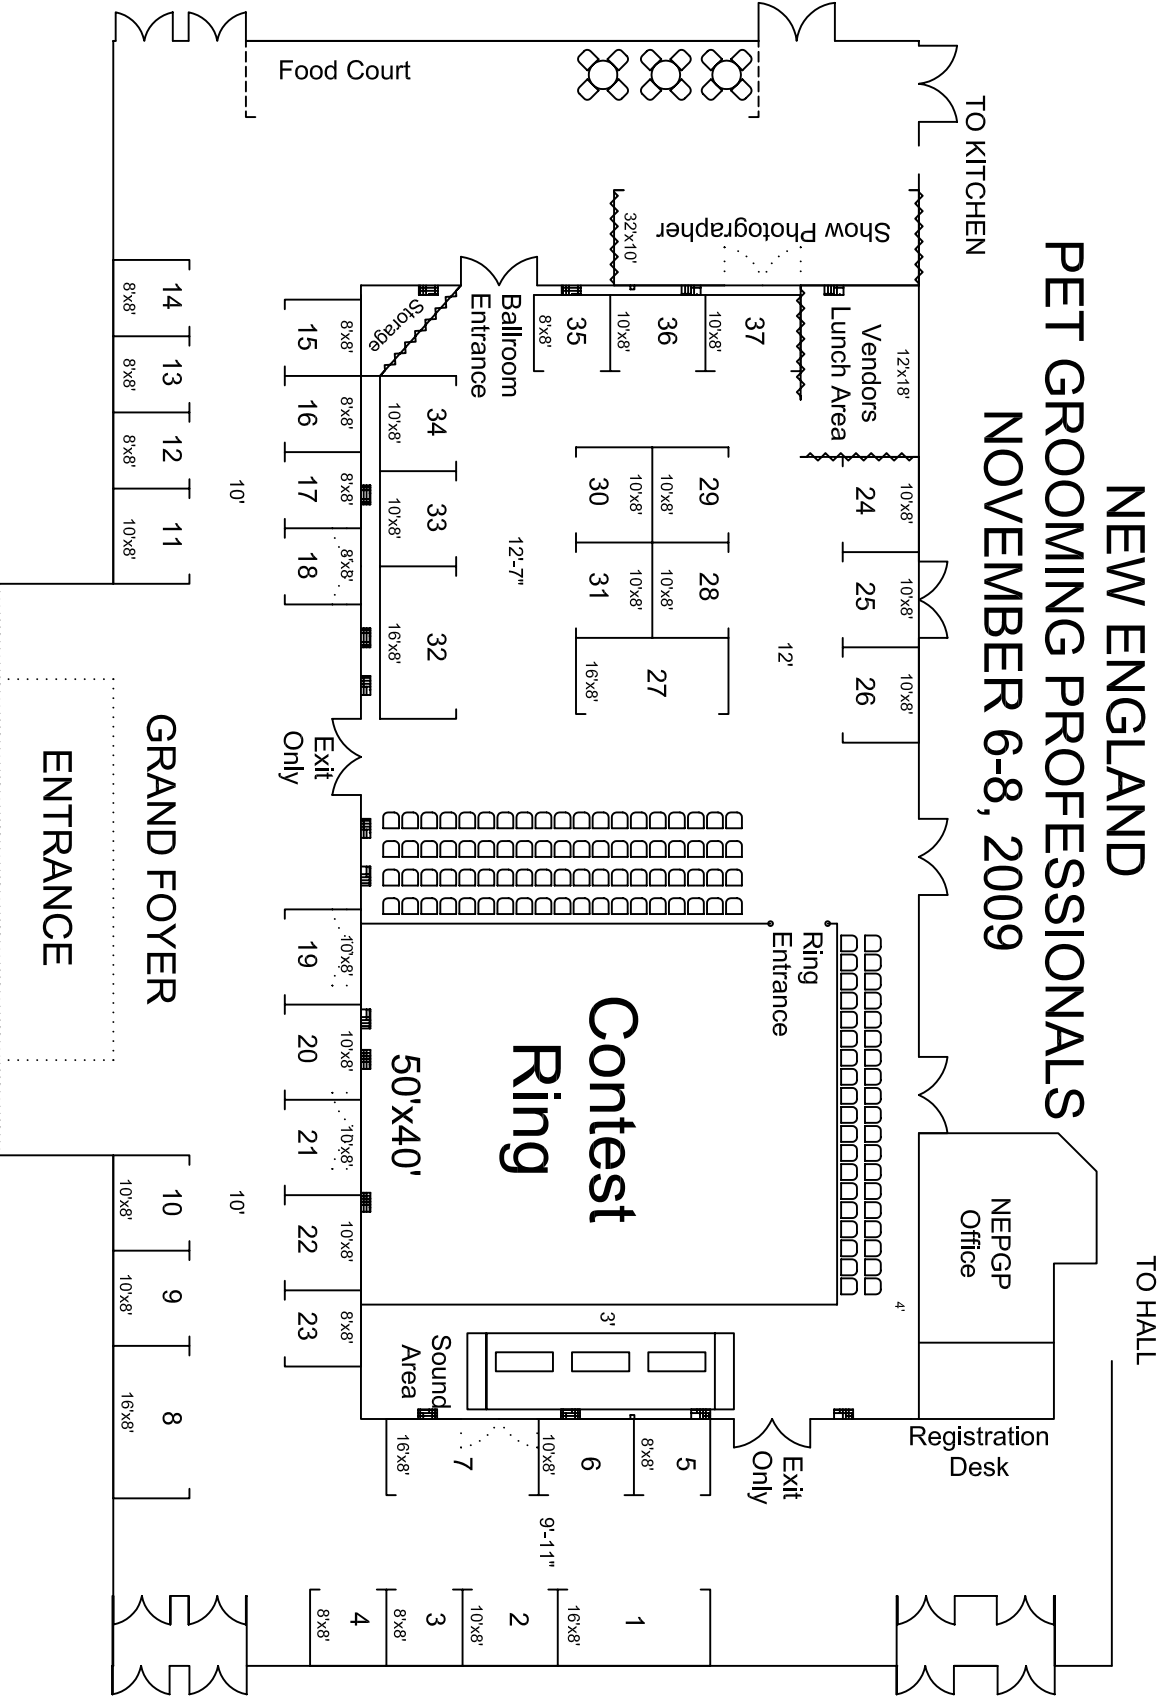 NEW ENGLAND
PET GROOMING PROFESSIONALS
NOVEMBER 6-8, 2009
TO KITCHEN
TO HALL
Food Court
Show Photographer
32'x10'
Vendors
Lunch Area
12'x18'
Ballroom
Entrance
Storage
37
10'x8'
36
10'x8'
35
8'x8'
24
10'x8'
25
10'x8'
26
10'x8'
29
10'x8'
28
10'x8'
30
10'x8'
31
10'x8'
27
16'x8'
12'
12'-7"
34
10'x8'
33
10'x8'
32
16'x8'
15
8'x8'
16
8'x8'
17
8'x8'
18
8'x8'
14
8'x8'
13
8'x8'
12
8'x8'
11
10'x8'
10'
Exit
Only
GRAND FOYER
ENTRANCE
Ring
Entrance
Contest
Ring
50'x40'
NEPGP
Office
4'
3'
Sound
Area
19
10'x8'
20
10'x8'
21
10'x8'
22
10'x8'
23
8'x8'
10'
10
10'x8'
9
10'x8'
8
16'x8'
Registration
Desk
Exit
Only
5
8'x8'
6
10'x8'
7
16'x8'
9'-11"
1
16'x8'
2
10'x8'
3
8'x8'
4
8'x8'